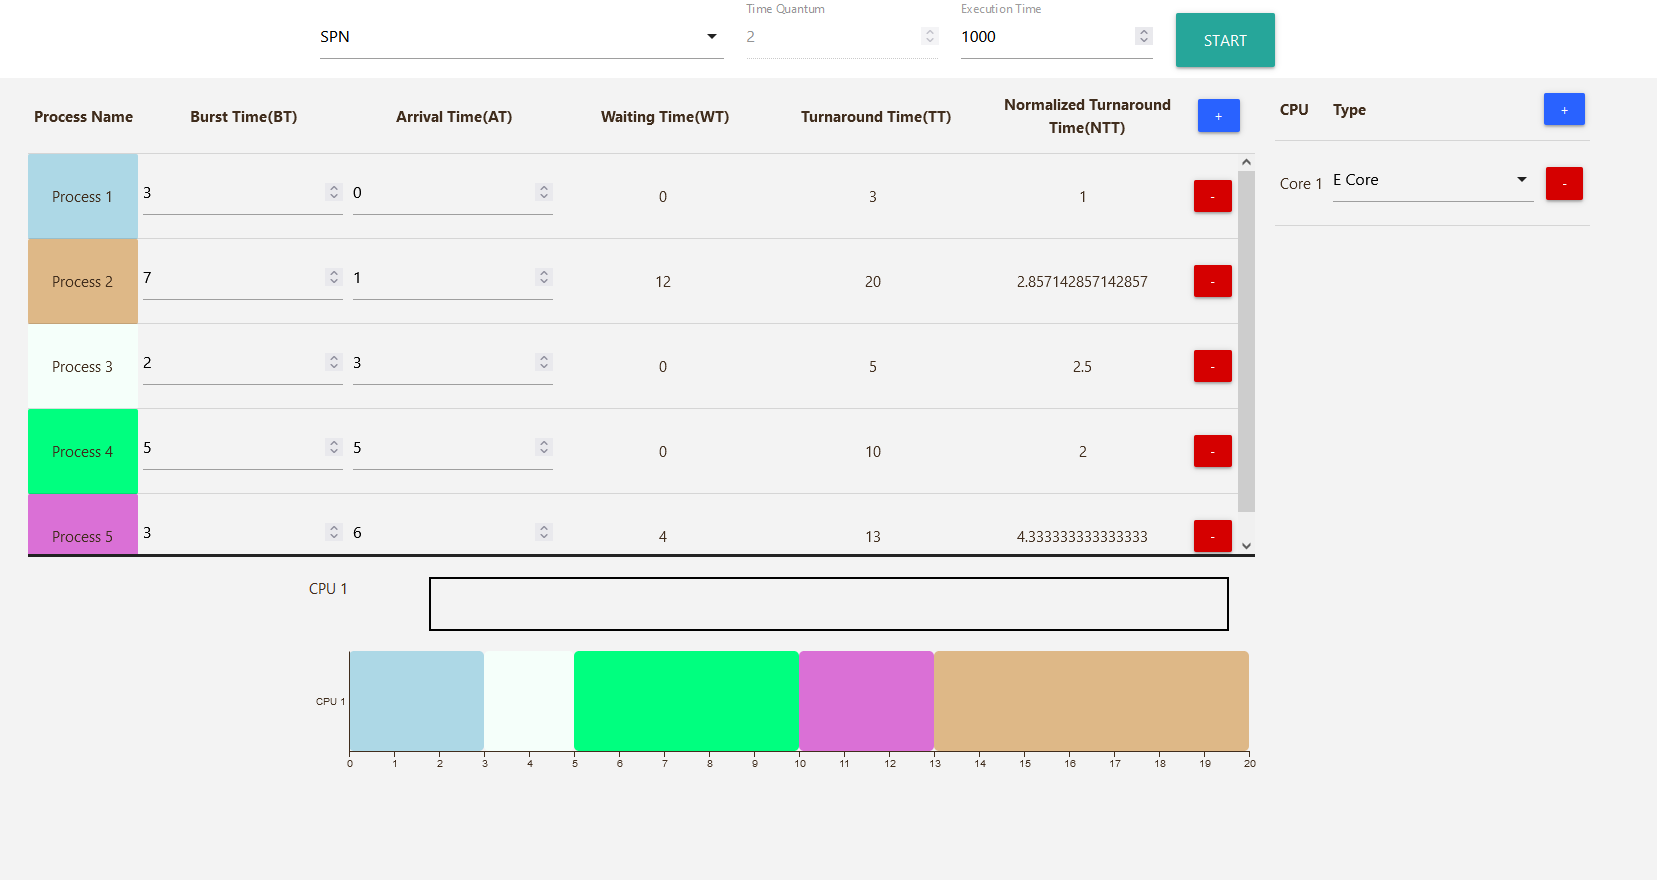 Time Quantum
Execution Time
SPN
2
1000
START
Process Name
Burst Time(BT)
Arrival Time(AT)
Waiting Time(WT)
Turnaround Time(TT)
Normalized Turnaround
Time(NTT)
+
CPU
Type
+
Process 1
3
0
0
3
1
-
Core 1
E Core
-
Process 2
7
1
12
20
2.857142857142857
-
Process 3
2
3
0
5
2.5
-
Process 4
5
5
0
10
2
-
Process 5
3
6
4
13
4.333333333333333
-
CPU 1
CPU 1
0 1 2 3 4 5 6 7 8 9 10 11 12 13 14 15 16 17 18 19 20